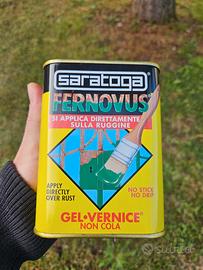 saratoga®
FERNOVUS®
SI APPLICA DIRETTAMENTE
SULLA RUGGINE
APPLY
DIRECTLY
OVER RUST
NO STICK
NO DRIP
GEL•VERNICE®
NON COLA